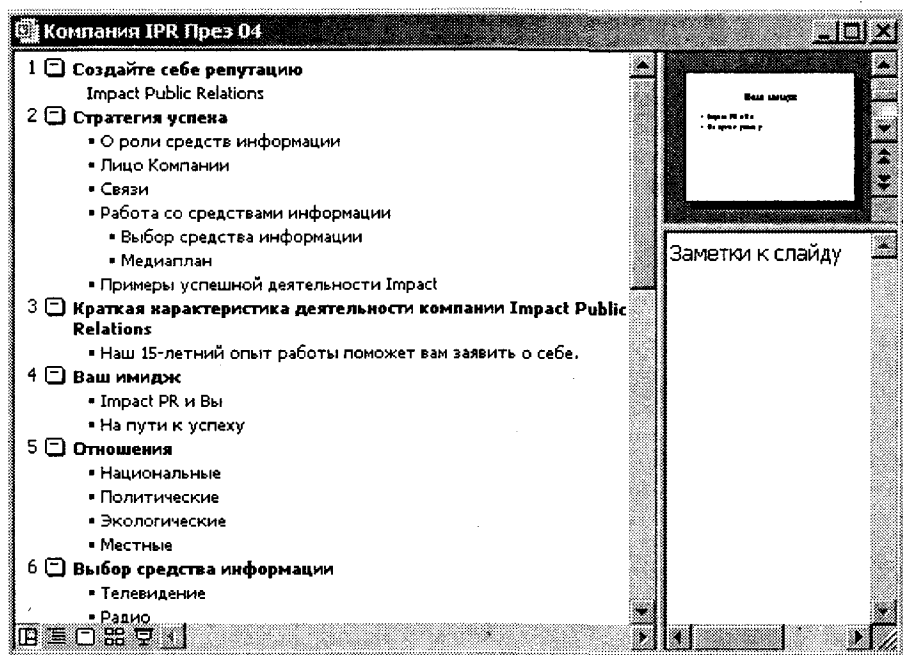 Компания IPR През 04
1 Создайте себе репутацию
Impact Public Relations
2 Стратегия успеха
▪ О роли средств информации
▪ Лицо Компании
▪ Связи
▪ Работа со средствами информации
▪ Выбор средства информации
▪ Медиаплан
▪ Примеры успешной деятельности Impact
3 Краткая характеристика деятельности компании Impact Public
Relations
▪ Наш 15-летний опыт работы поможет вам заявить о себе.
4 Ваш имидж
▪ Impact PR и Вы
▪ На пути к успеху
5 Отношения
▪ Национальные
▪ Политические
▪ Экологические
▪ Местные
6 Выбор средства информации
▪ Телевидение
▪ Радио
Заметки к слайду